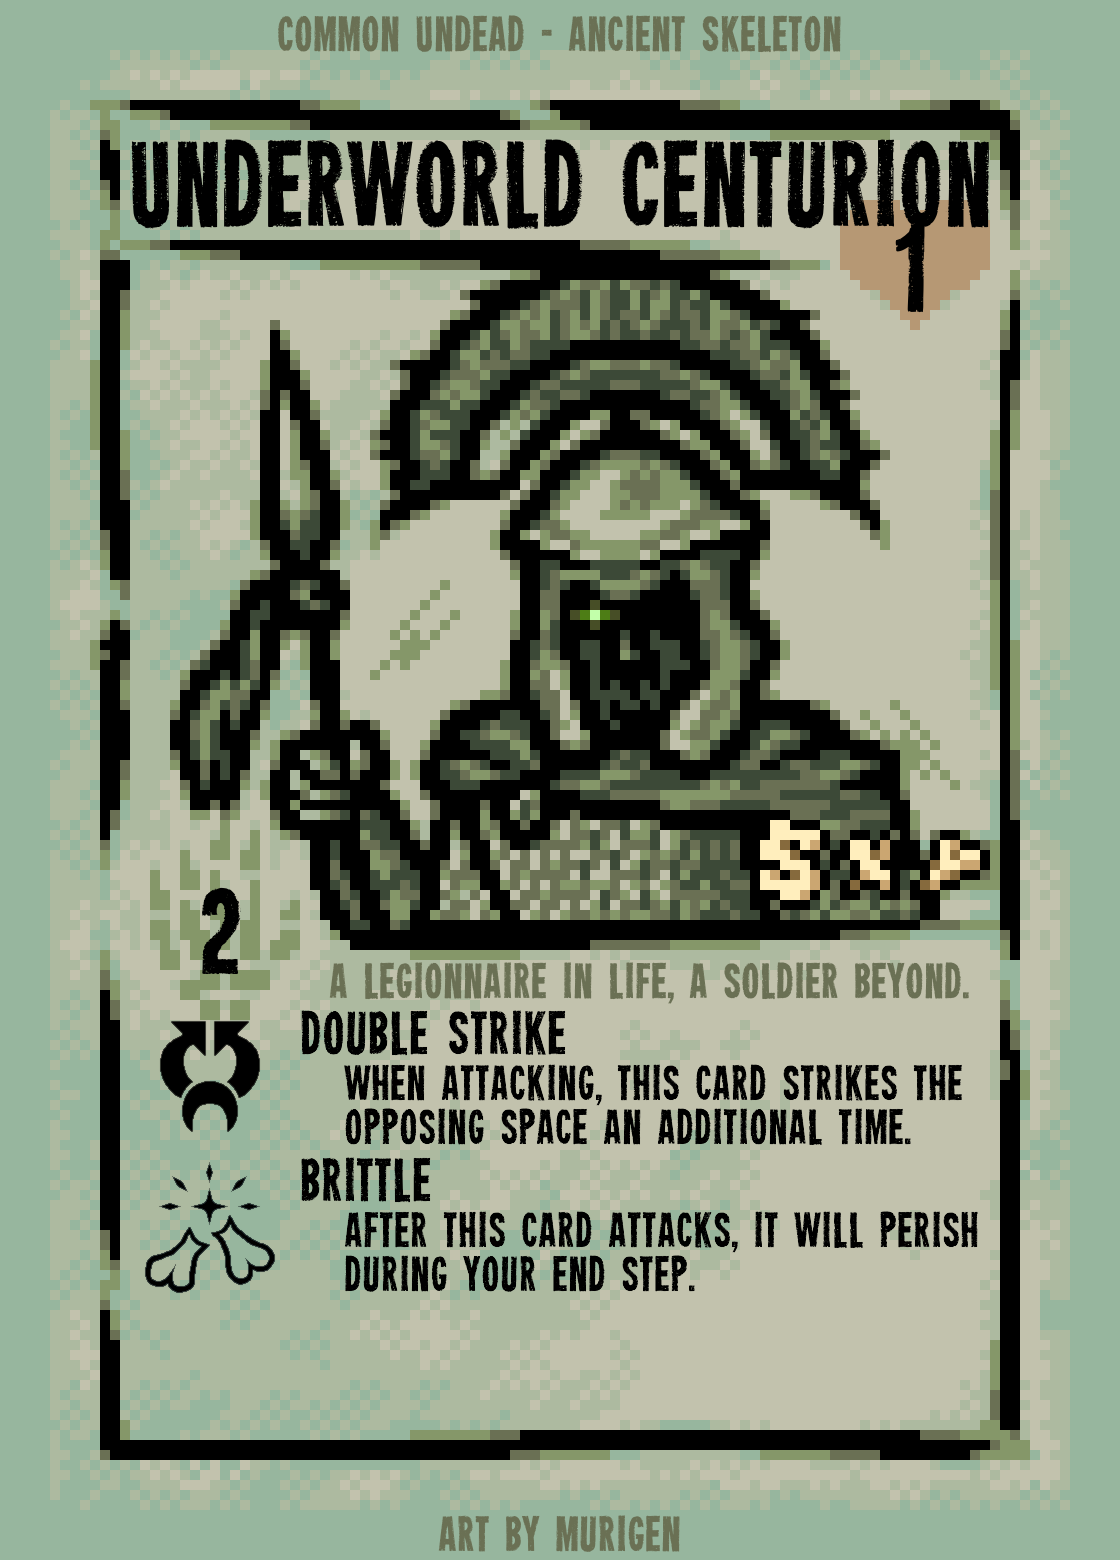 COMMON UNDEAD - ANCIENT SKELETON
UNDERWORLD CENTURION
1
5 X
2
A LEGIONNAIRE IN LIFE, A SOLDIER BEYOND.
DOUBLE STRIKE
WHEN ATTACKING, THIS CARD STRIKES THE
OPPOSING SPACE AN ADDITIONAL TIME.
BRITTLE
AFTER THIS CARD ATTACKS, IT WILL PERISH
DURING YOUR END STEP.
ART BY MURIGEN